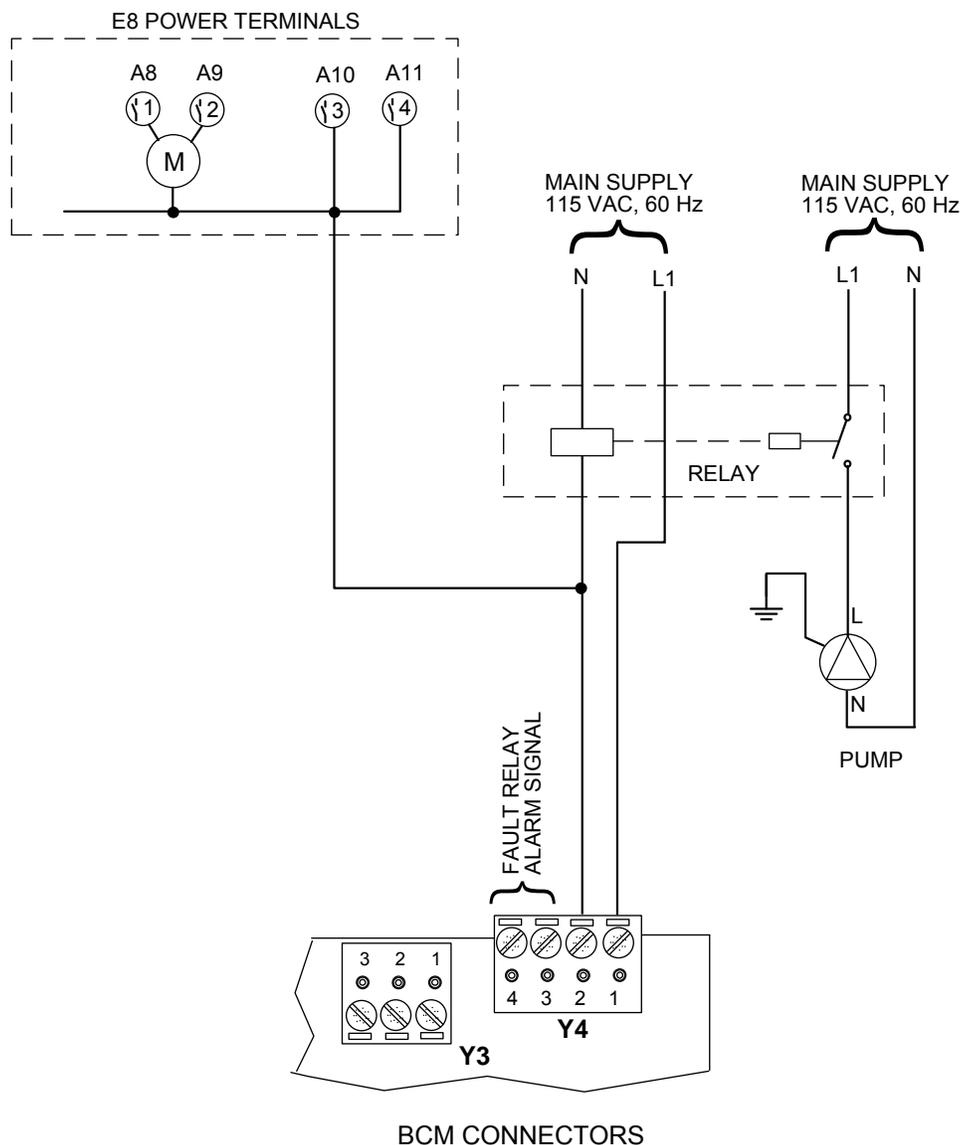 E8 POWER TERMINALS
A8 A9 A10 A11
1 2 3 4
M
MAIN SUPPLY
115 VAC, 60 Hz
MAIN SUPPLY
115 VAC, 60 Hz
N L1
L1 N
RELAY
L
N
PUMP
FAULT RELAY
ALARM SIGNAL
3 2 1
4 3 2 1
Y4
Y3
BCM CONNECTORS